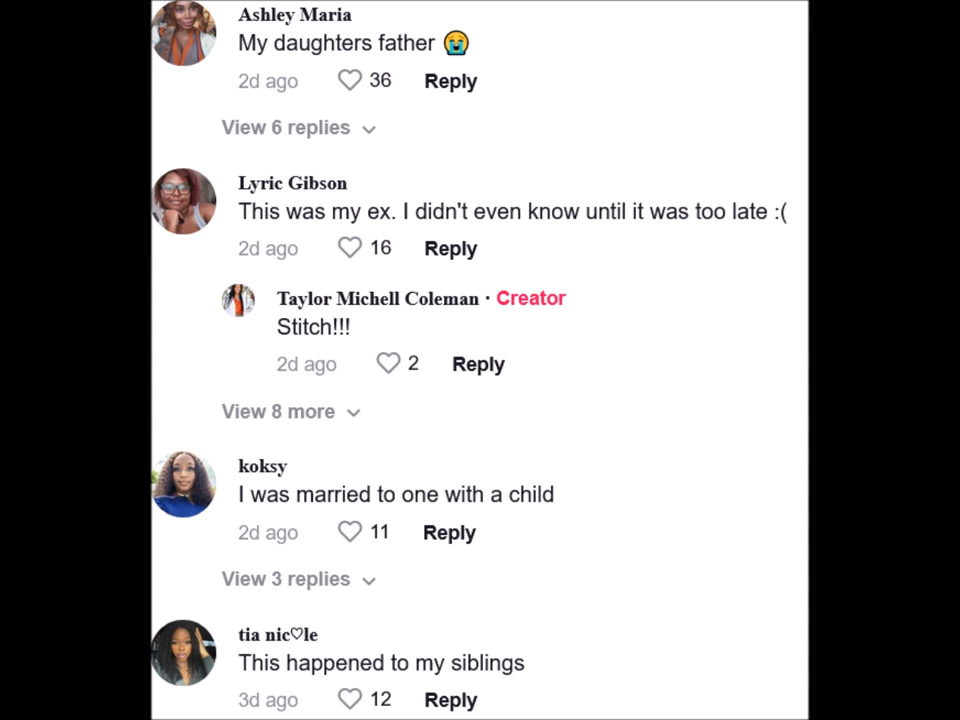 Ashley Maria
My daughters father 😭
2d ago 36 Reply
View 6 replies
Lyric Gibson
This was my ex. I didn't even know until it was too late :(
2d ago 16 Reply
Taylor Michell Coleman · Creator
Stitch!!!
2d ago 2 Reply
View 8 more
koksy
I was married to one with a child
2d ago 11 Reply
View 3 replies
tia nic♡le
This happened to my siblings
3d ago 12 Reply